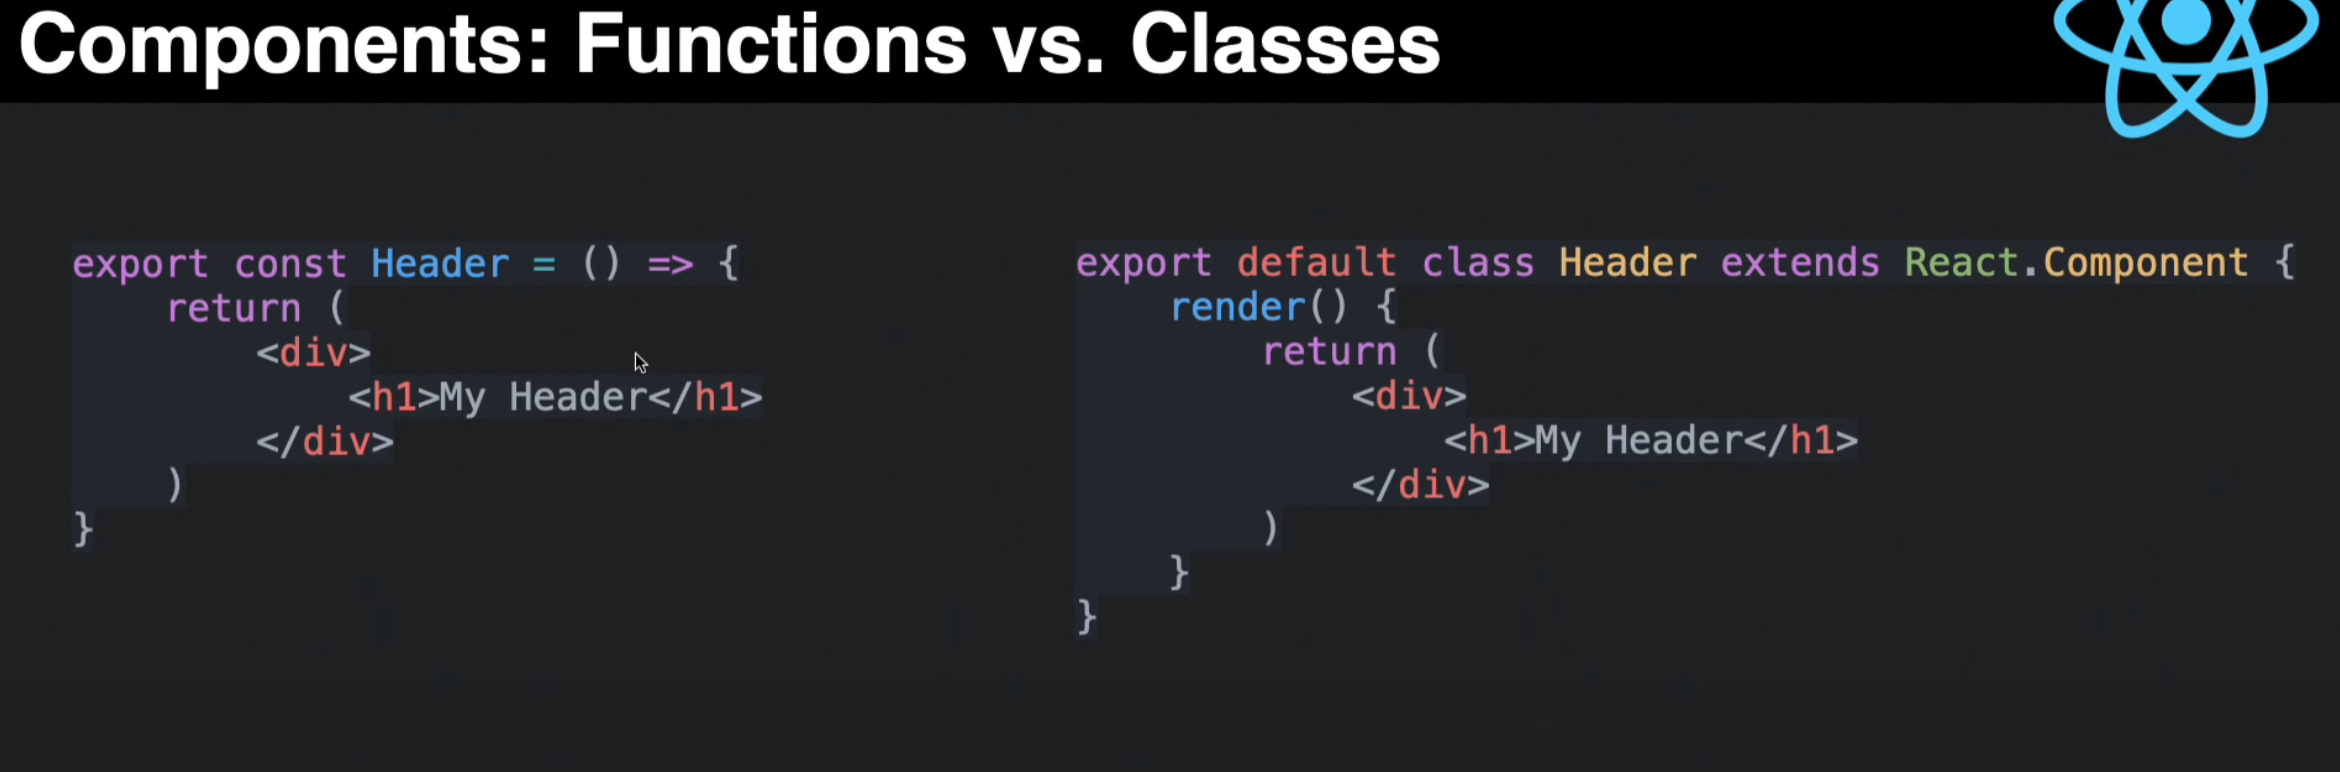 Components: Functions vs. Classes
export const Header = () => {
    return (
        <div>
            <h1>My Header</h1>
        </div>
    )
}
export default class Header extends React.Component {
    render() {
        return (
            <div>
                <h1>My Header</h1>
            </div>
        )
    }
}